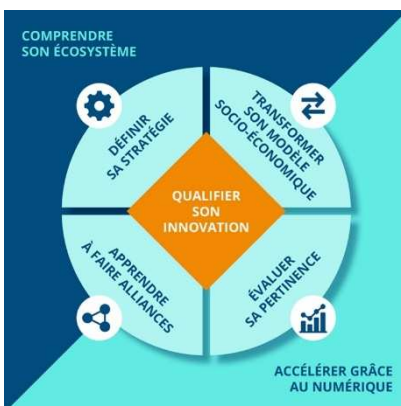 COMPRENDRE
SON ÉCOSYSTÈME
DÉFINIR
SA STRATÉGIE
TRANSFORMER
SON MODÈLE
SOCIO-ÉCONOMIQUE
QUALIFIER
SON
INNOVATION
APPRENDRE
À FAIRE ALLIANCES
ÉVALUER
SA PERTINENCE
ACCÉLÉRER GRÂCE
AU NUMÉRIQUE